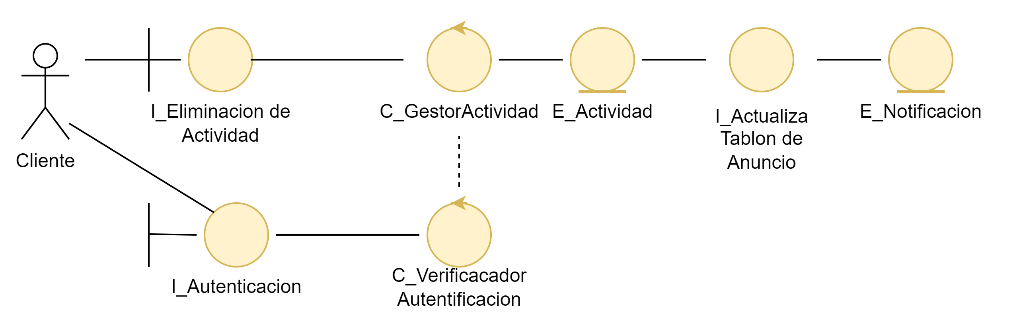 I_Eliminacion de
Actividad
C_GestorActividad
E_Actividad
I_Actualiza
Tablon de
Anuncio
E_Notificacion
Cliente
I_Autenticacion
C_Verificacador
Autentificacion